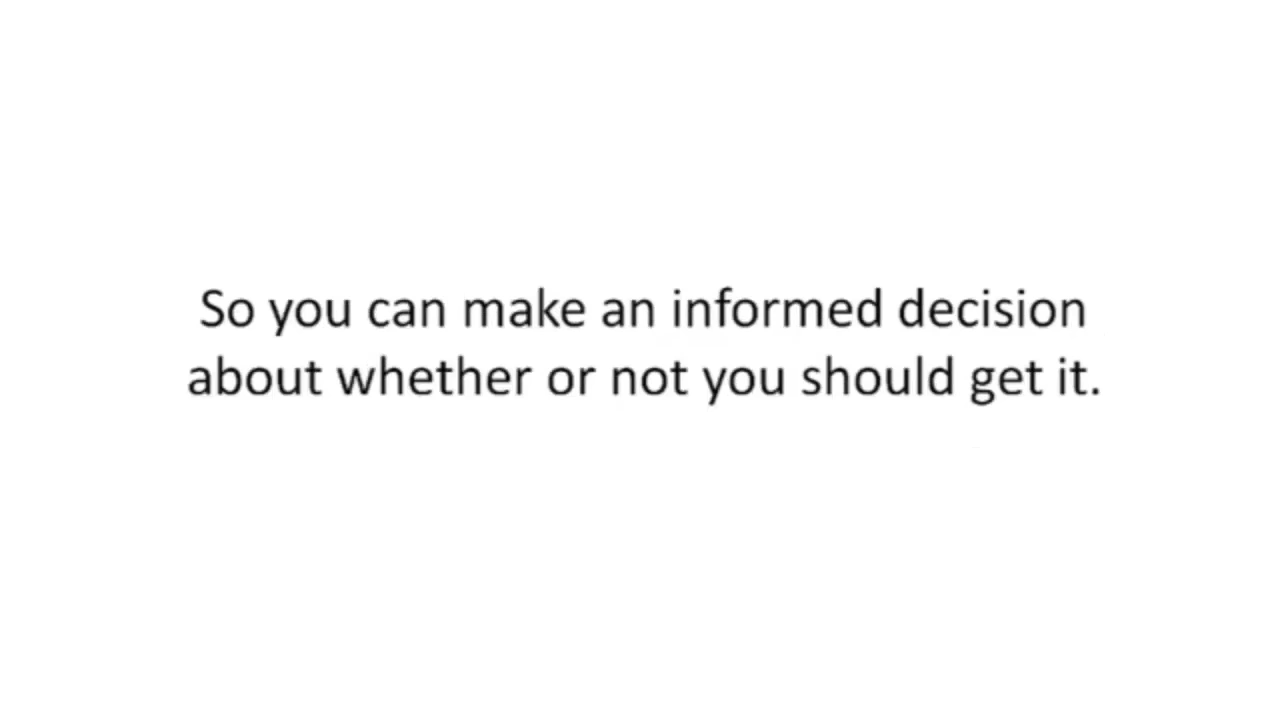 So you can make an informed decision
about whether or not you should get it.